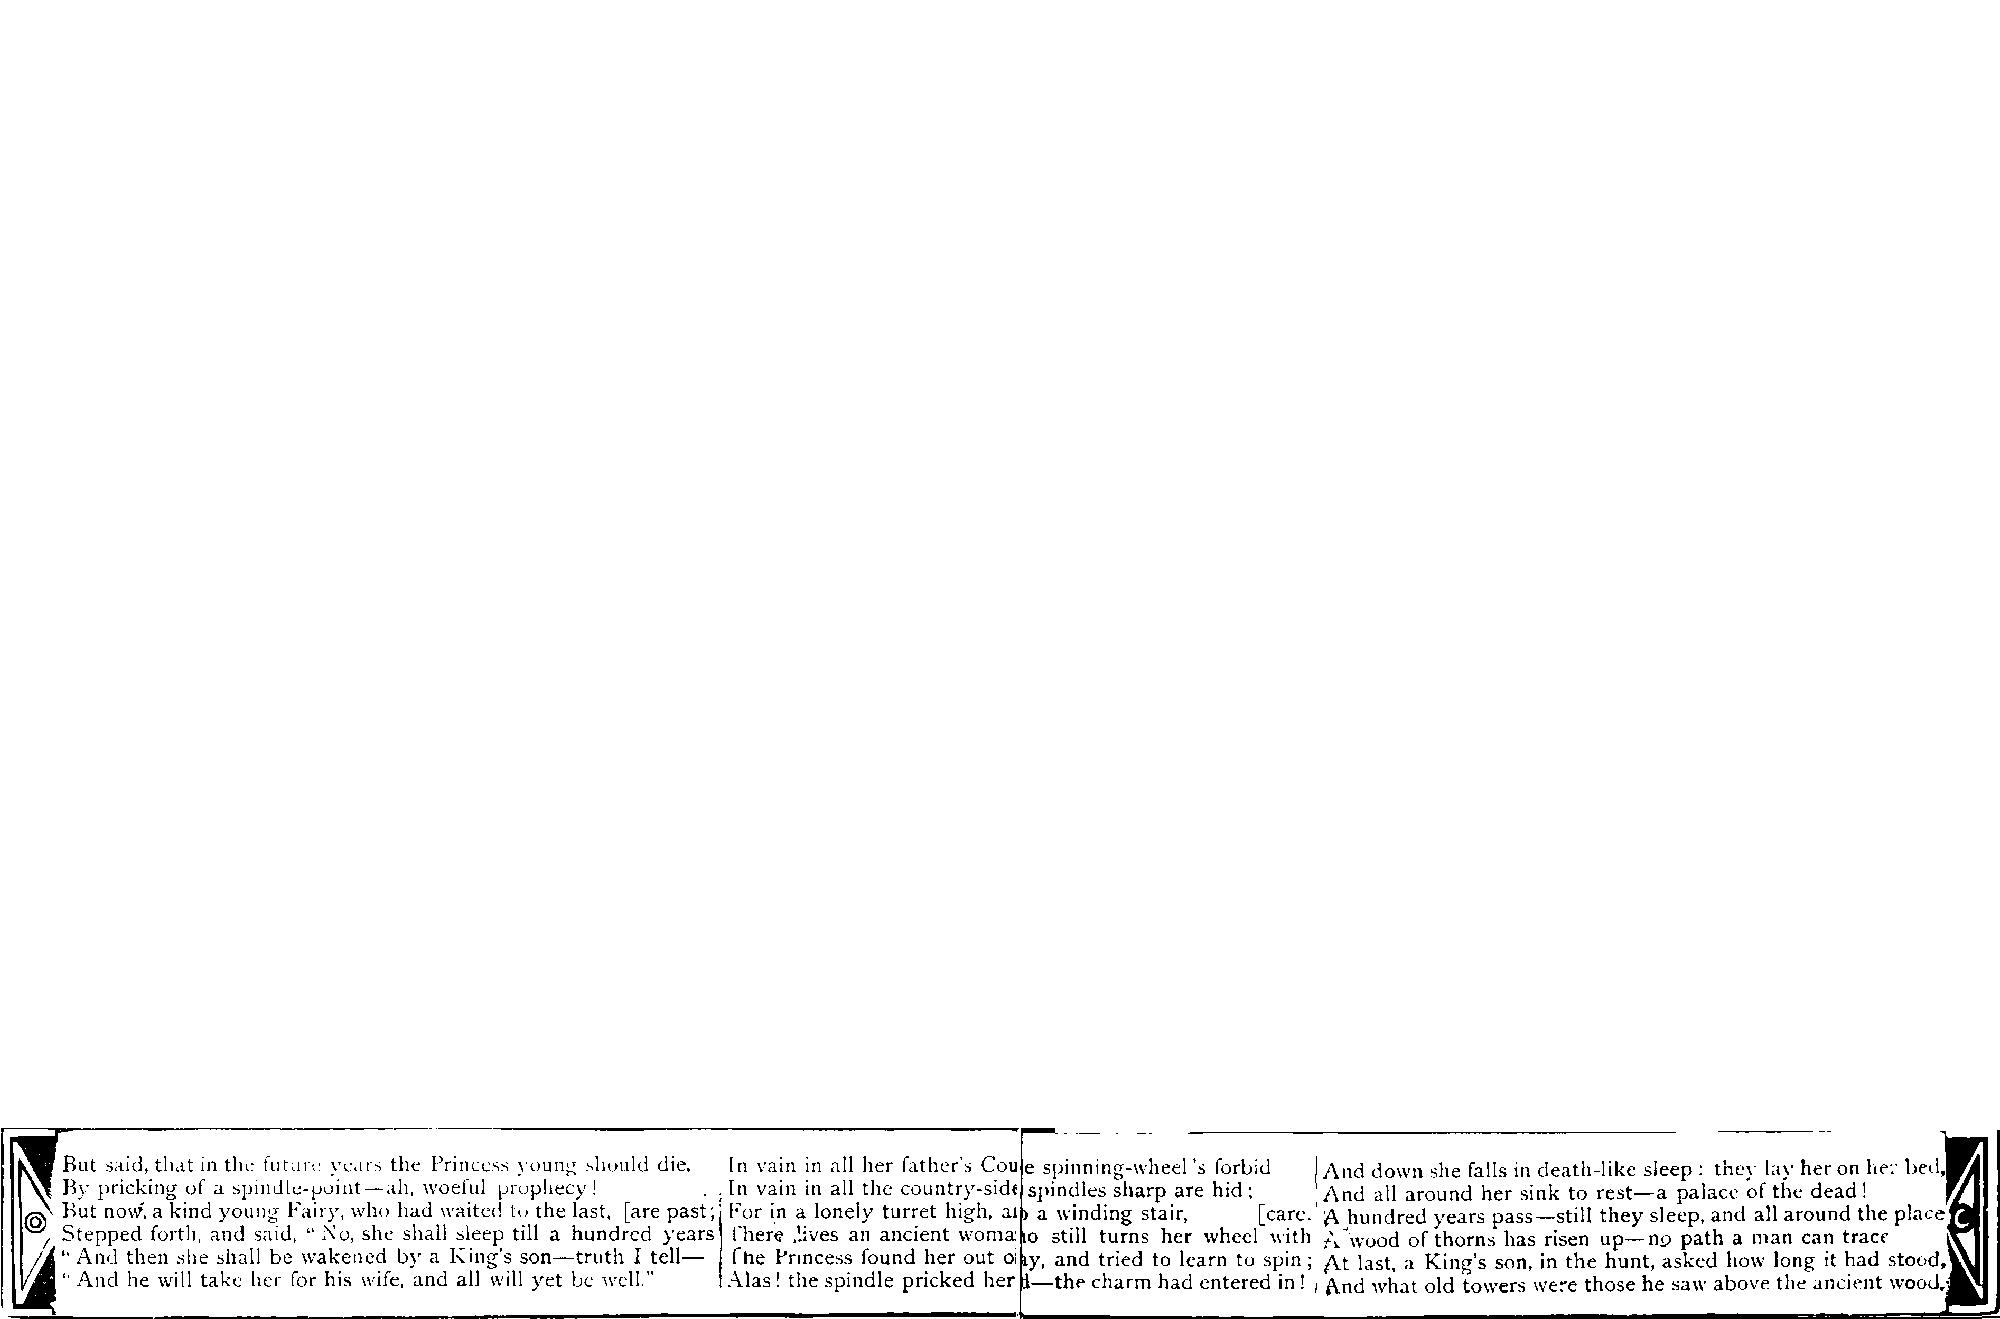 But said, that in the future years the Princess young should die,
By pricking of a spindle-point—ah, woeful prophecy!
But now, a kind young Fairy, who had waited to the last, [are past;
Stepped forth, and said, “ No, she shall sleep till a hundred years
“ And then she shall be wakened by a King's son—truth I tell—
“ And he will take her for his wife, and all will yet be well.”
In vain in all her father's Cou e spinning-wheel 's forbid
In vain in all the country-side spindles sharp are hid;
For in a lonely turret high, a a winding stair, [care.
There lives an ancient woma o still turns her wheel with
The Princess found her out o y, and tried to learn to spin;
Alas! the spindle pricked her —the charm had entered in!
And down she falls in death-like sleep: they lay her on her bed,
And all around her sink to rest—a palace of the dead!
A hundred years pass—still they sleep, and all around the place
A wood of thorns has risen up—no path a man can trace
At last, a King's son, in the hunt, asked how long it had stood,
And what old towers were those he saw above the ancient wood.